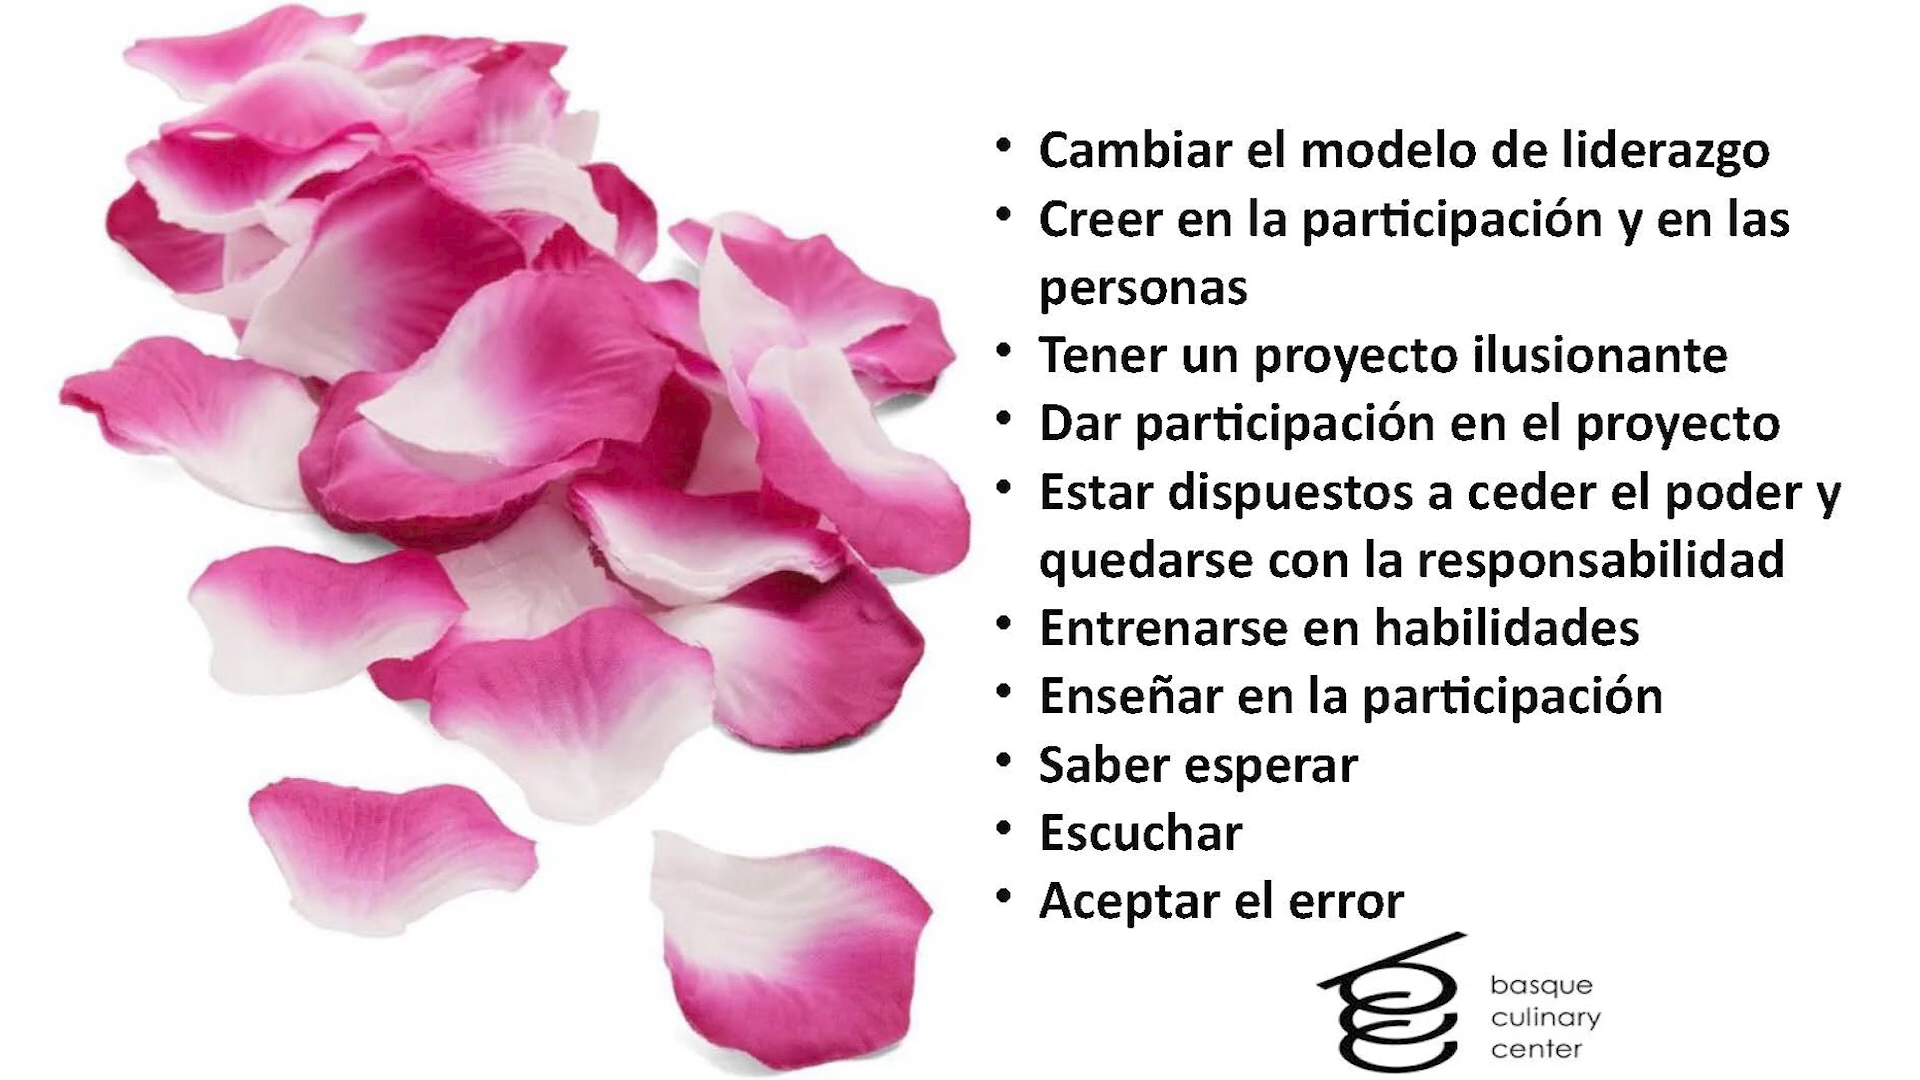 • Cambiar el modelo de liderazgo
• Creer en la participación y en las
personas
• Tener un proyecto ilusionante
• Dar participación en el proyecto
• Estar dispuestos a ceder el poder y
quedarse con la responsabilidad
• Entrenarse en habilidades
• Enseñar en la participación
• Saber esperar
• Escuchar
• Aceptar el error
basque
culinary
center